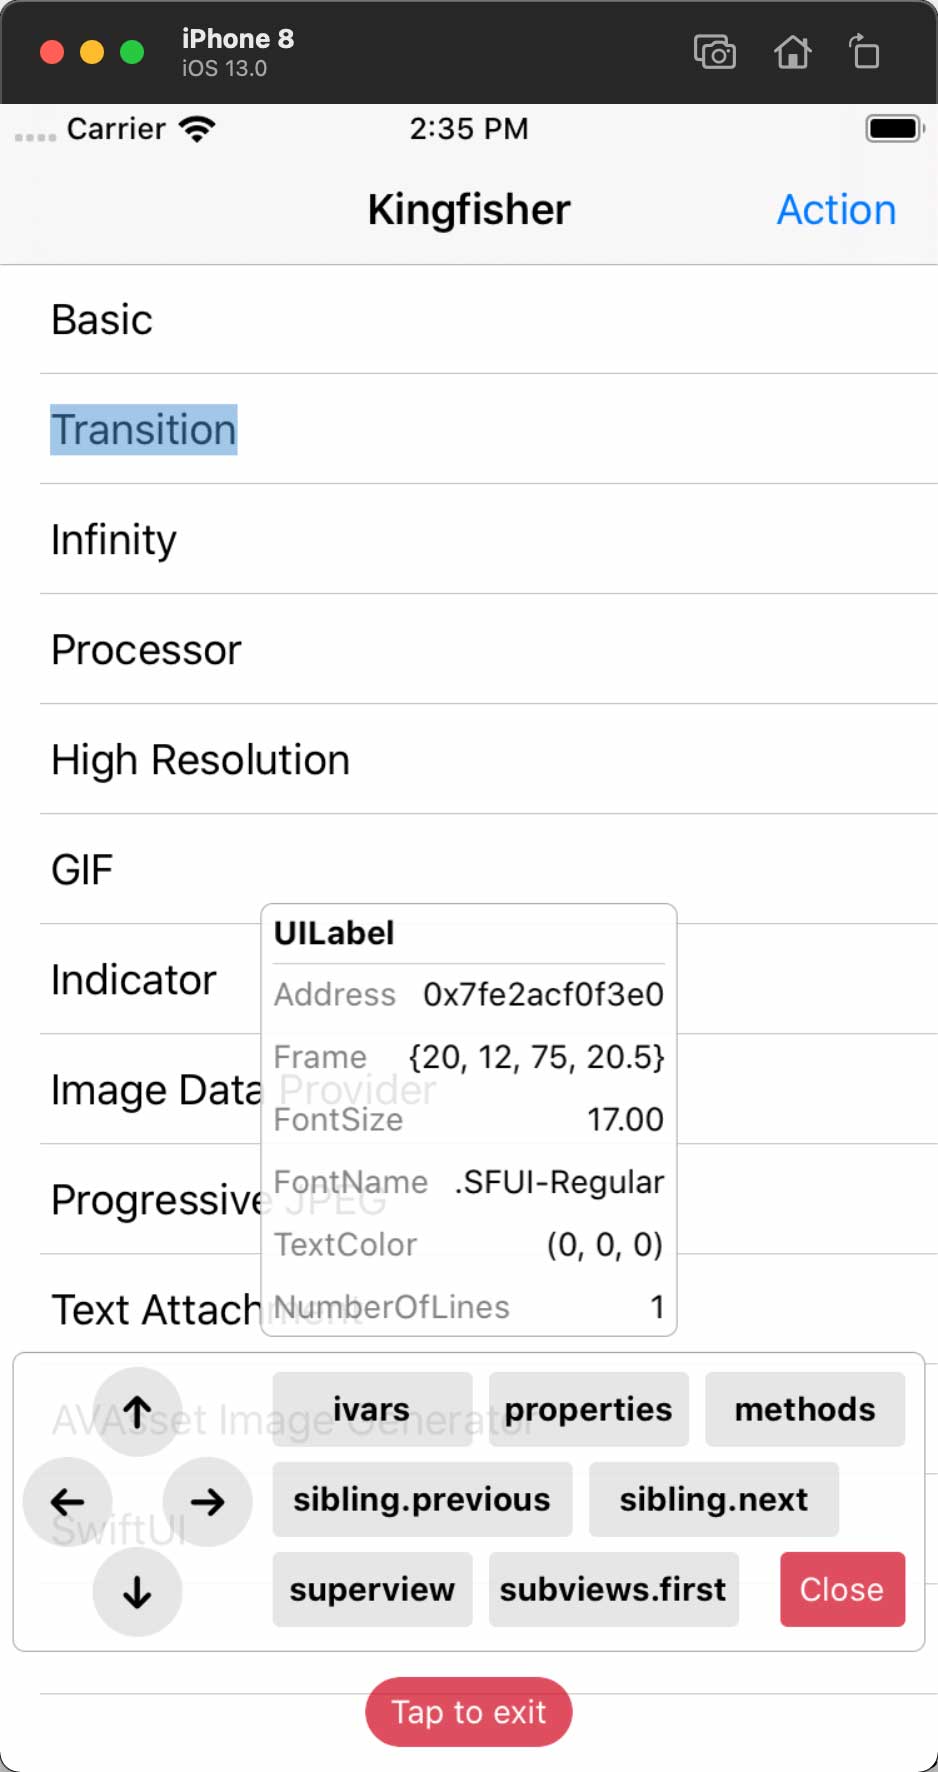 iPhone 8
iOS 13.0
Carrier
2:35 PM
Kingfisher
Action
Basic
Transition
Infinity
Processor
High Resolution
GIF
Indicator
Image Data Provider
Progressive JPEG
Text Attachment
AVAsset Image Generator
SwiftUI
UILabel
Address 0x7fe2acf0f3e0
Frame {20, 12, 75, 20.5}
FontSize 17.00
FontName .SFUI-Regular
TextColor (0, 0, 0)
NumberOfLines 1
ivars properties methods
sibling.previous sibling.next
superview subviews.first Close
Tap to exit